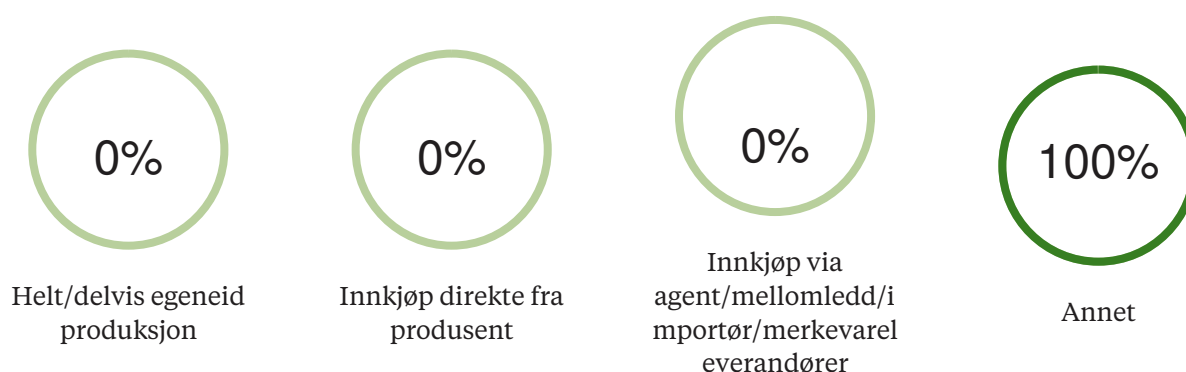 0%
Helt/delvis egeneid
produksjon
0%
Innkjøp direkte fra
produsent
0%
Innkjøp via
agent/mellomledd/i
mportør/merkevarel
everandører
100%
Annet